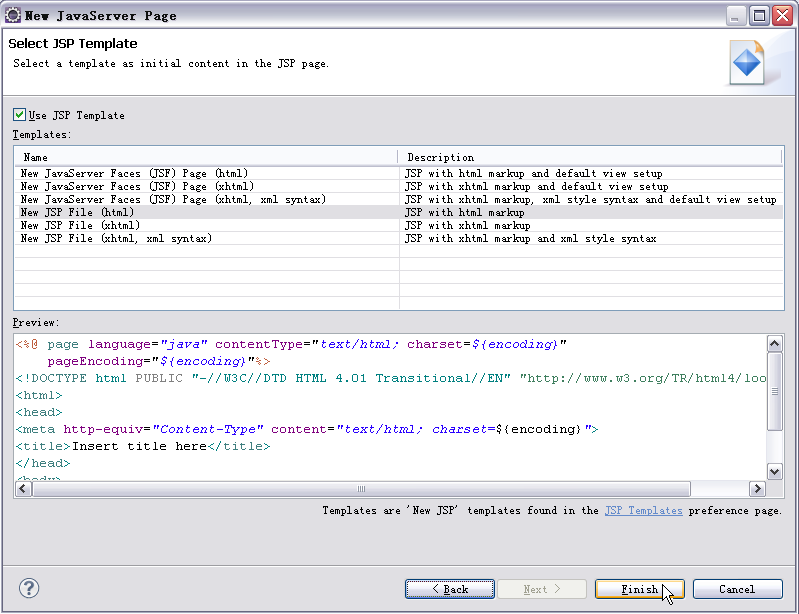 New JavaServer Page
Select JSP Template
Select a template as initial content in the JSP page.
Use JSP Template
Templates:
Name Description
New JavaServer Faces (JSF) Page (html) JSP with html markup and default view setup
New JavaServer Faces (JSF) Page (xhtml) JSP with xhtml markup and default view setup
New JavaServer Faces (JSF) Page (xhtml, xml syntax) JSP with xhtml markup, xml style syntax and default view setup
New JSP File (html) JSP with html markup
New JSP File (xhtml) JSP with xhtml markup
New JSP File (xhtml, xml syntax) JSP with xhtml markup and xml style syntax
Preview:
<%@ page language="java" contentType="text/html; charset=${encoding}"
pageEncoding="${encoding}"%>
<!DOCTYPE html PUBLIC "-//W3C//DTD HTML 4.01 Transitional//EN" "http://www.w3.org/TR/html4/loo
<html>
<head>
<meta http-equiv="Content-Type" content="text/html; charset=${encoding}">
<title>Insert title here</title>
</head>
<body>
Templates are 'New JSP' templates found in the JSP Templates preference page.
? < Back Next > Finish Cancel